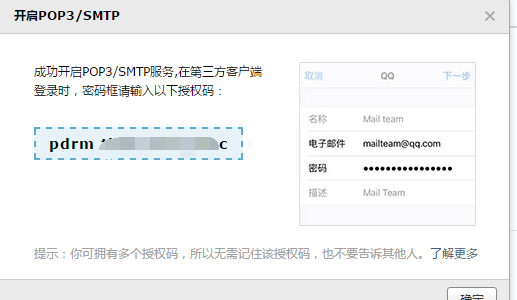 开启POP3/SMTP
成功开启POP3/SMTP服务,在第三方客户端
登录时，密码框请输入以下授权码：
pdrm c
取消 QQ 下一步
名称 Mail team
电子邮件 mailteam@qq.com
密码 ●●●●●●●●●●●●●●●●
描述 Mail Team
提示：你可拥有多个授权码，所以无需记住该授权码，也不要告诉其他人。了解更多
确定